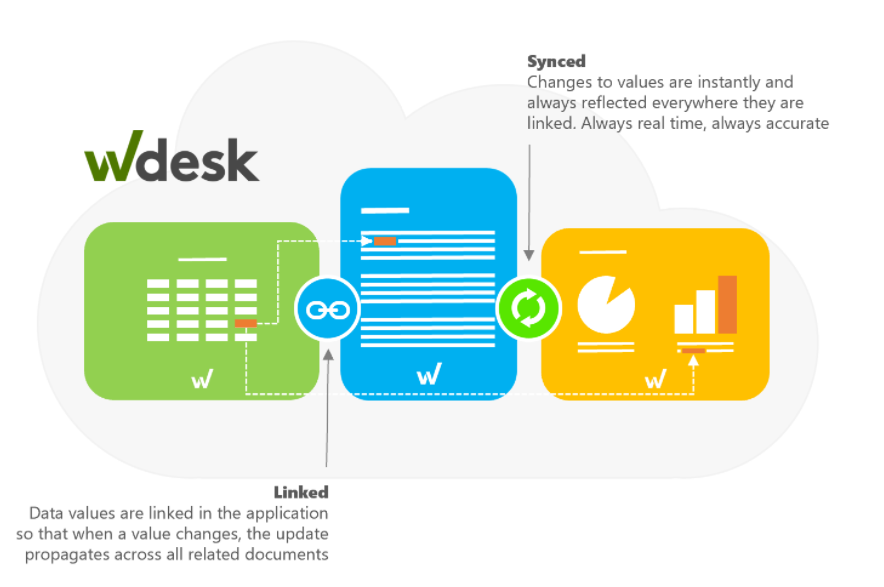 Synced
Changes to values are instantly and
always reflected everywhere they are
linked. Always real time, always accurate
wdesk
w
w
w
Linked
Data values are linked in the application
so that when a value changes, the update
propagates across all related documents